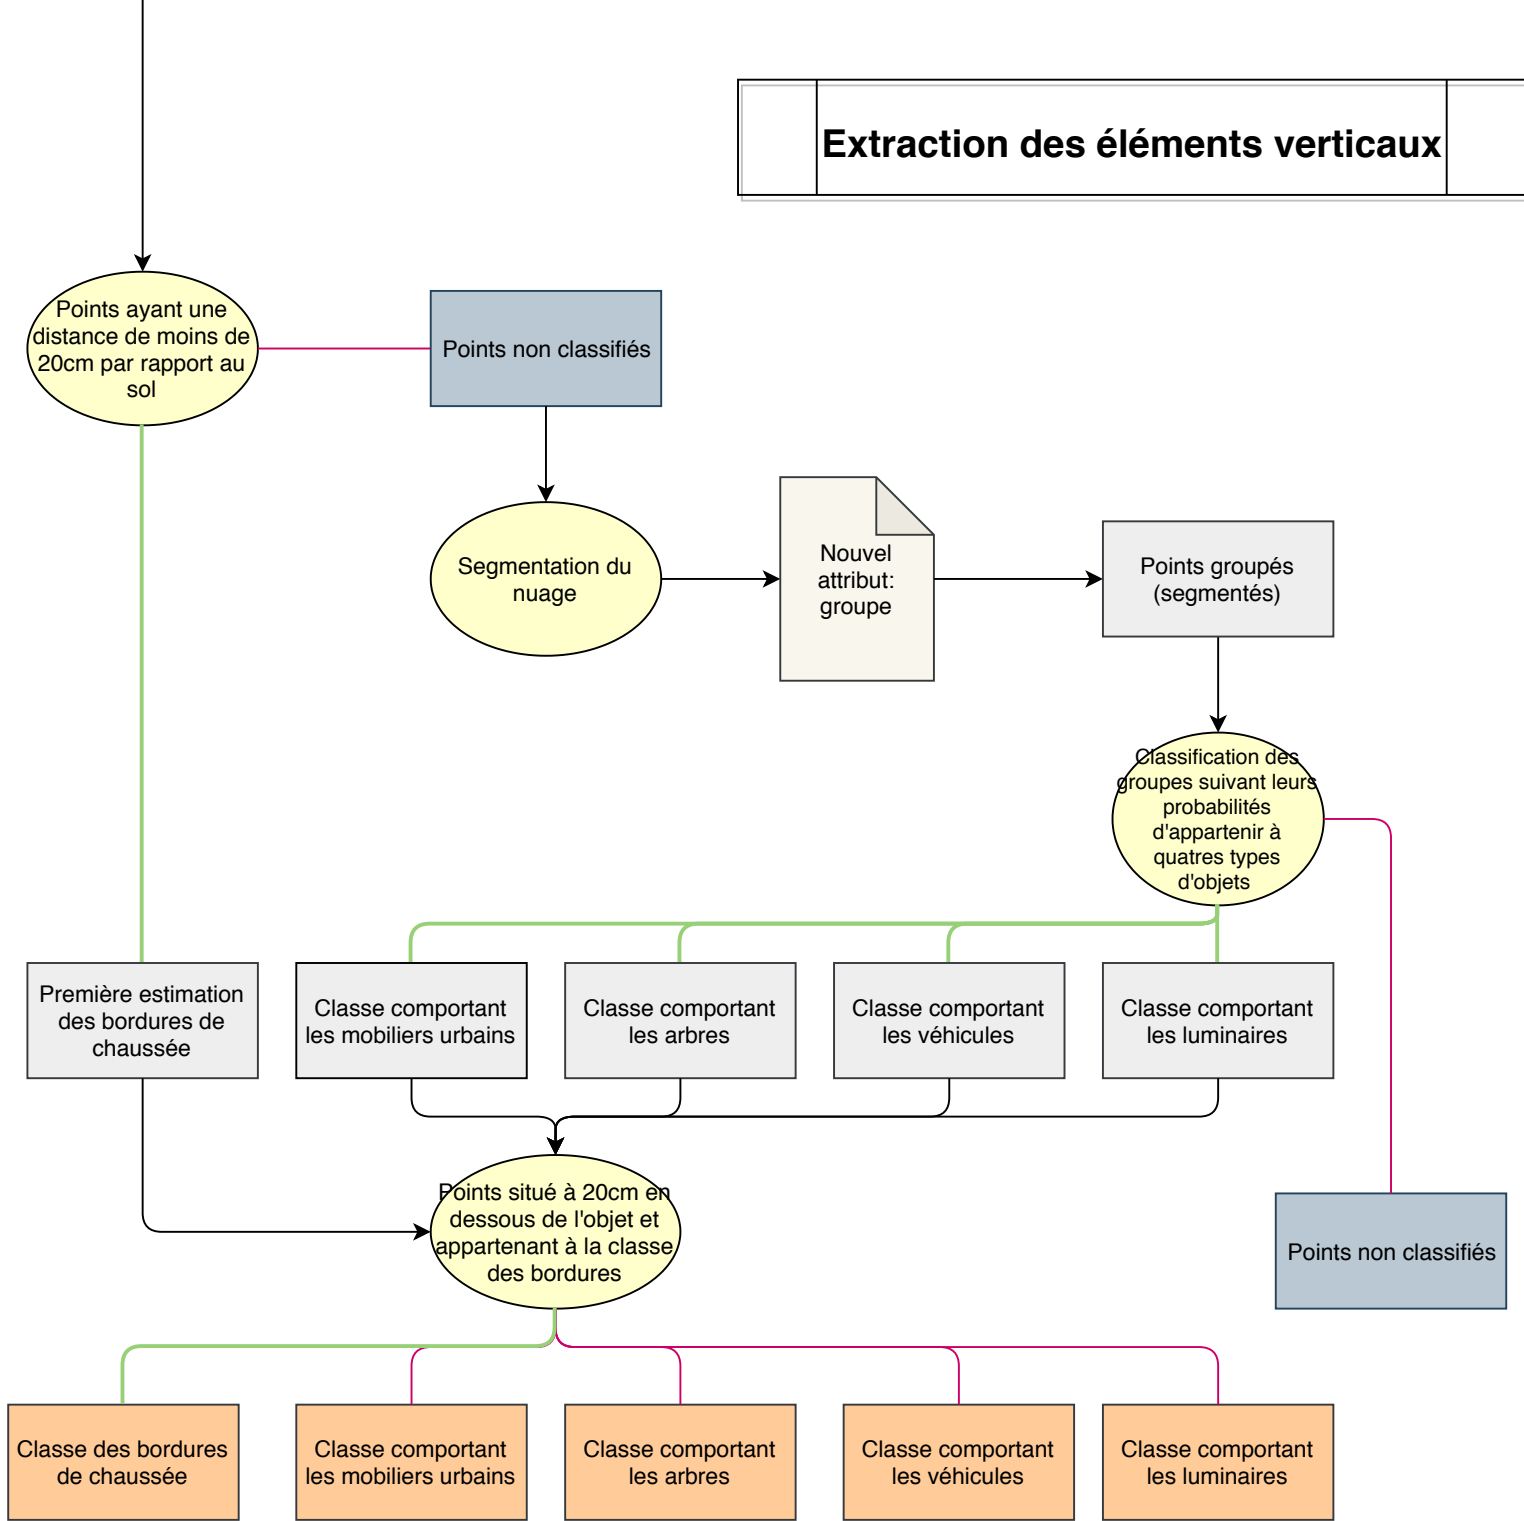 Extraction des éléments verticaux
Points ayant une
distance de moins de
20cm par rapport au
sol
Points non classifiés
Segmentation du
nuage
Nouvel
attribut:
groupe
Points groupés
(segmentés)
Classification des
groupes suivant leurs
probabilités
d'appartenir à
quatres types
d'objets
Première estimation
des bordures de
chaussée
Classe comportant
les mobiliers urbains
Classe comportant
les arbres
Classe comportant
les véhicules
Classe comportant
les luminaires
Points situé à 20cm en
dessous de l'objet et
appartenant à la classe
des bordures
Points non classifiés
Classe des bordures
de chaussée
Classe comportant
les mobiliers urbains
Classe comportant
les arbres
Classe comportant
les véhicules
Classe comportant
les luminaires